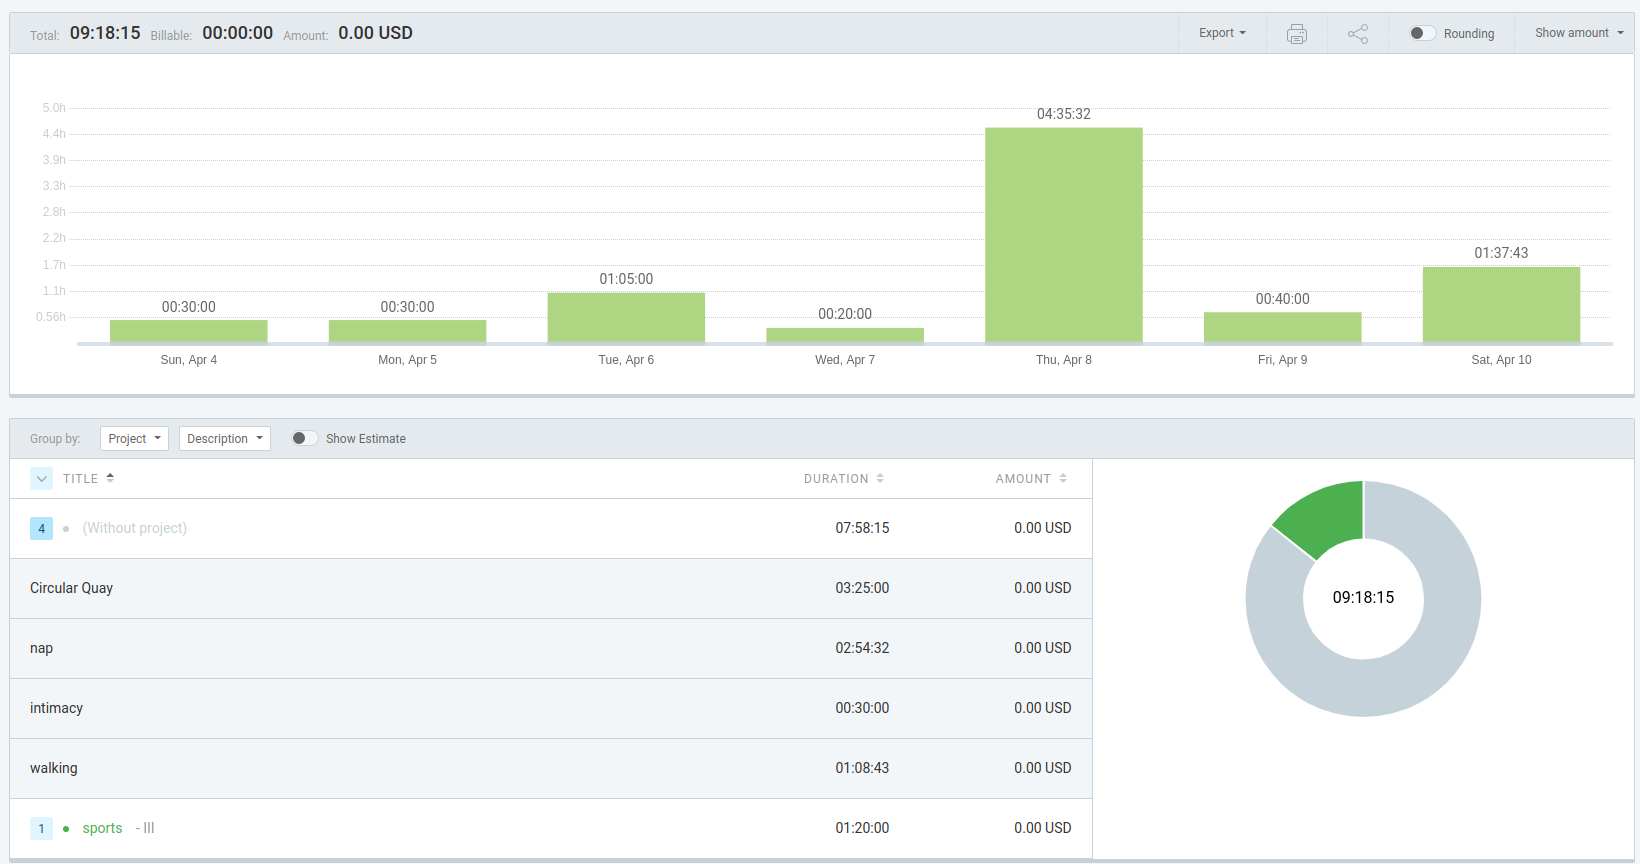 Total: 09:18:15 Billable: 00:00:00 Amount: 0.00 USD Export Rounding Show amount
5.0h
4.4h
3.9h
3.3h
2.8h
2.2h
1.7h
1.1h
0.56h
00:30:00 00:30:00 01:05:00 00:20:00 04:35:32 00:40:00 01:37:43
Sun, Apr 4 Mon, Apr 5 Tue, Apr 6 Wed, Apr 7 Thu, Apr 8 Fri, Apr 9 Sat, Apr 10
Group by: Project Description Show Estimate
TITLE DURATION AMOUNT
4 • (Without project) 07:58:15 0.00 USD
Circular Quay 03:25:00 0.00 USD
nap 02:54:32 0.00 USD
intimacy 00:30:00 0.00 USD
walking 01:08:43 0.00 USD
1 • sports - III 01:20:00 0.00 USD
09:18:15